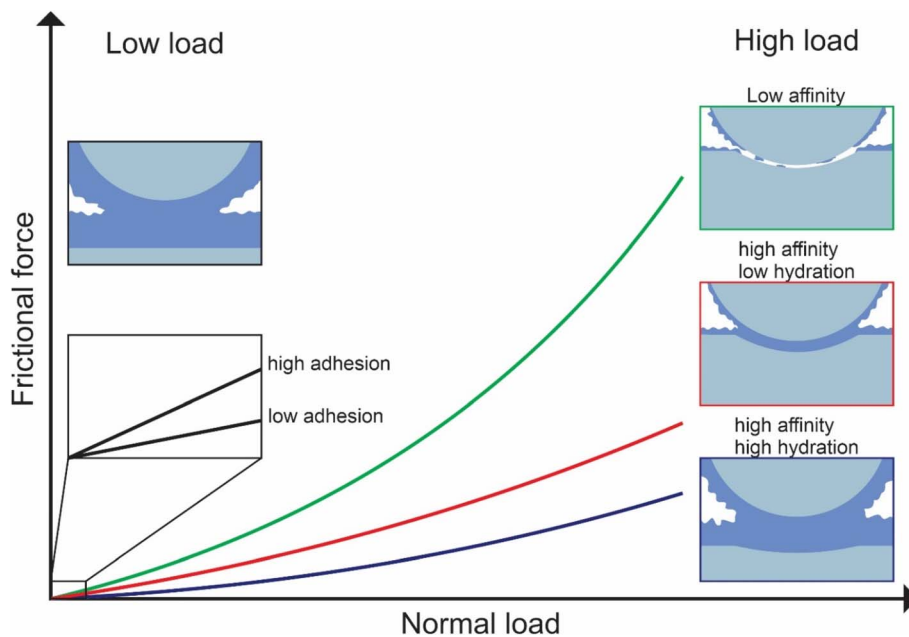 Low load
High load
Low affinity
high affinity
low hydration
high adhesion
low adhesion
high affinity
high hydration
Frictional force
Normal load